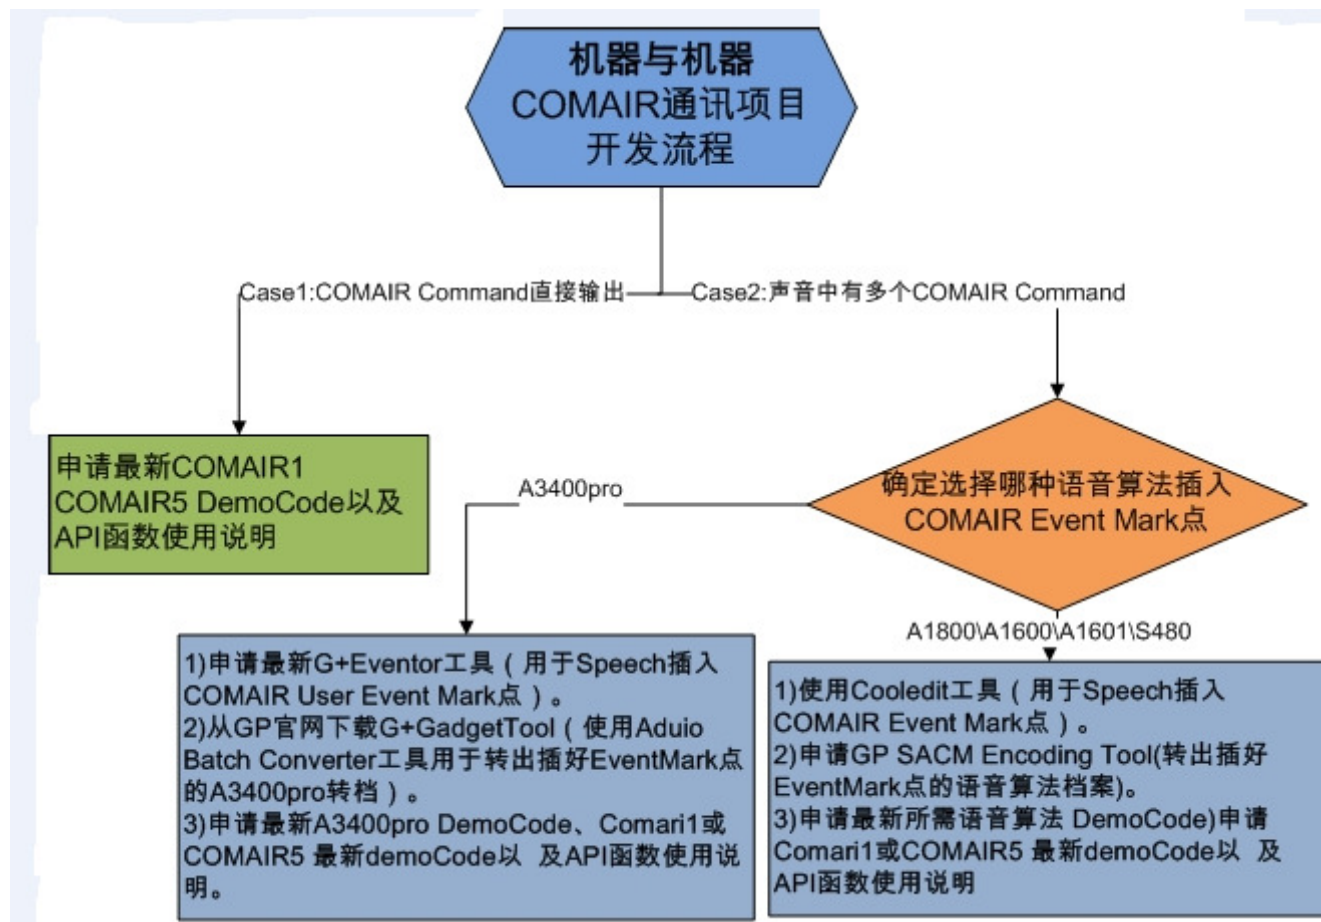 机器与机器
COMAIR通讯项目
开发流程
Case1:COMAIR Command直接输出
Case2:声音中有多个COMAIR Command
申请最新COMAIR1
COMAIR5 DemoCode以及
API函数使用说明
A3400pro
确定选择哪种语音算法插入
COMAIR Event Mark点
A1800\A1600\A1601\S480
1)申请最新G+Eventor工具（用于Speech插入
COMAIR User Event Mark点）。
2)从GP官网下载G+GadgetTool（使用Aduio
Batch Converter工具用于转出插好EventMark点
的A3400pro转档）。
3)申请最新A3400pro DemoCode、Comari1或
COMAIR5 最新demoCode以 及API函数使用说
明。
1)使用Cooledit工具（用于Speech插入
COMAIR Event Mark点）。
2)申请GP SACM Encoding Tool(转出插好
EventMark点的语音算法档案)。
3)申请最新所需语音算法 DemoCode)申请
Comari1或COMAIR5 最新demoCode以 及
API函数使用说明